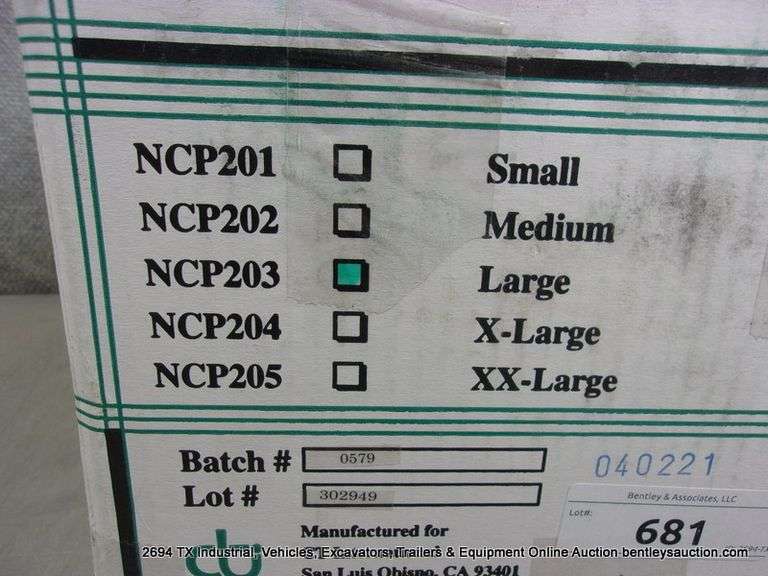 NCP201 Small
NCP202 Medium
NCP203 Large
NCP204 X-Large
NCP205 XX-Large
Batch # 0579
040221
Lot # 302949
Bentley & Associates, LLC
Lot#:
681
Manufactured for
San Luis Obispo, CA 93401
2694 TX Industrial, Vehicles, Excavators, Trailers & Equipment Online Auction bentleysauction.com